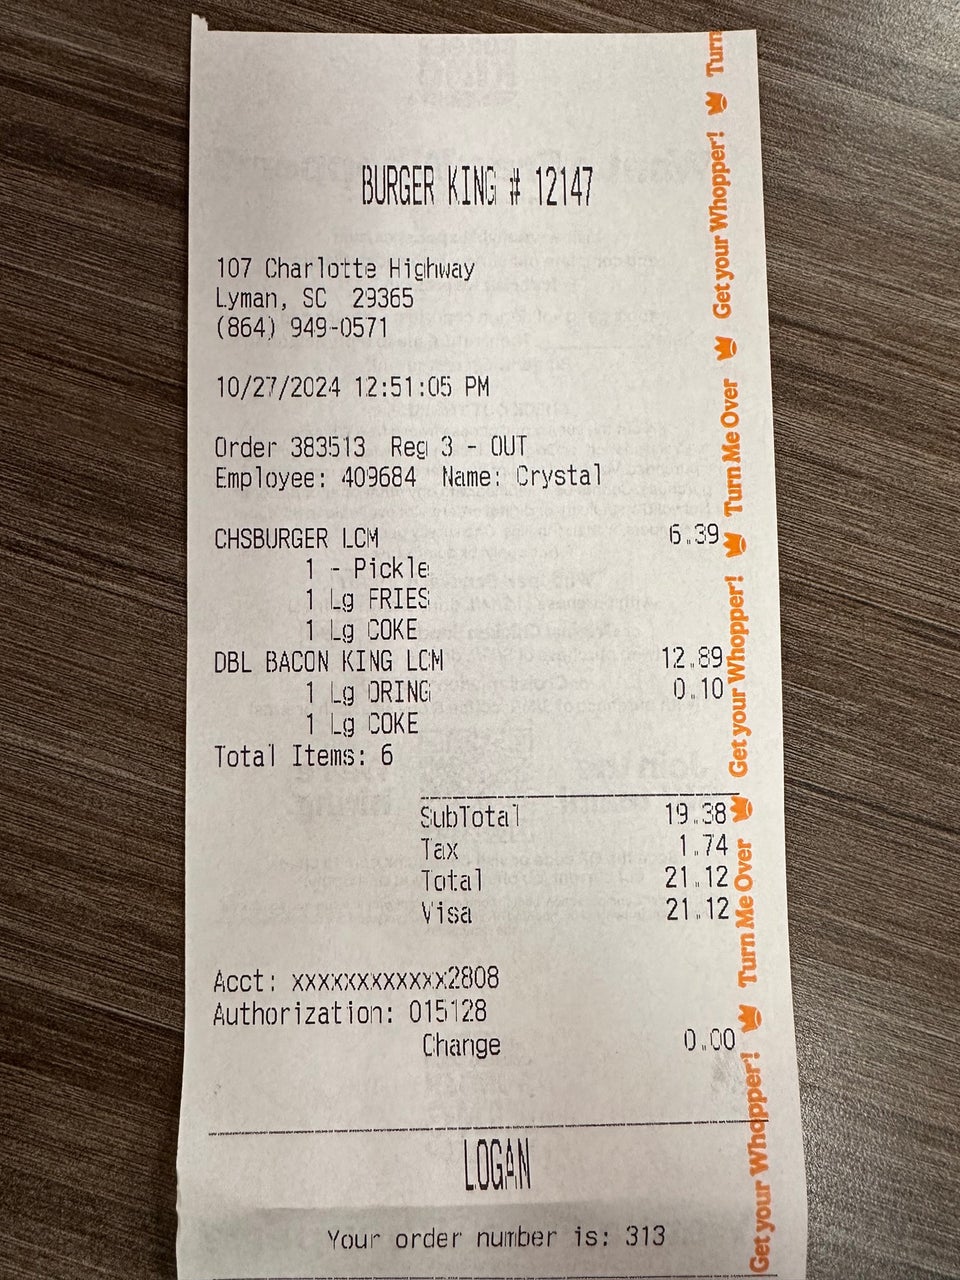 BURGER KING # 12147
107 Charlotte Highway
Lyman, SC  29365
(864) 949-0571
10/27/2024 12:51:05 PM
Order 383513  Reg 3 - OUT
Employee: 409684  Name: Crystal
CHSBURGER LCM 6.39
1 - Pickle
1 Lg FRIES
1 Lg COKE
DBL BACON KING LCM 12.89
1 Lg ORING 0.10
1 Lg COKE
Total Items: 6
SubTotal 19.38
Tax 1.74
Total 21.12
Visa 21.12
Acct: xxxxxxxxxxxx2808
Authorization: 015128
Change 0.00
LOGAN
Your order number is: 313
Get your Whopper!
Turn Me Over
Get your Whopper!
Turn Me Over
Get your Whopper!
Turn